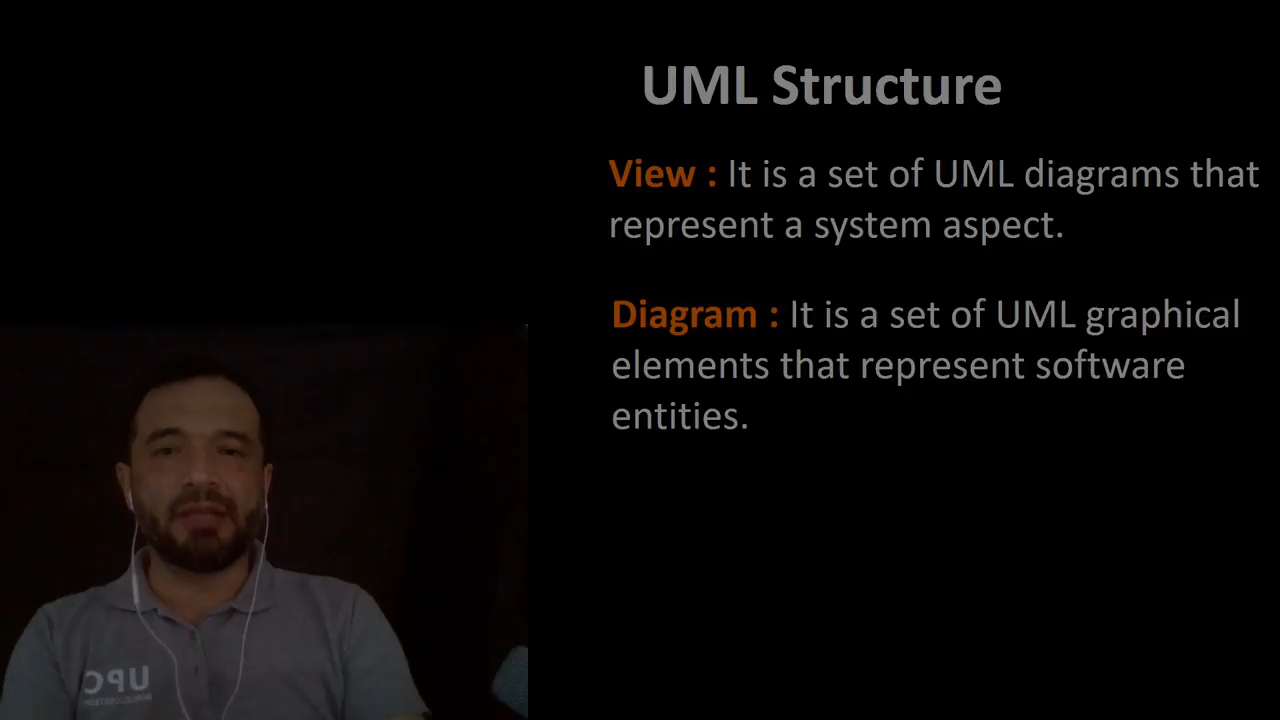 UML Structure
View : It is a set of UML diagrams that
represent a system aspect.
Diagram : It is a set of UML graphical
elements that represent software
entities.
UPC